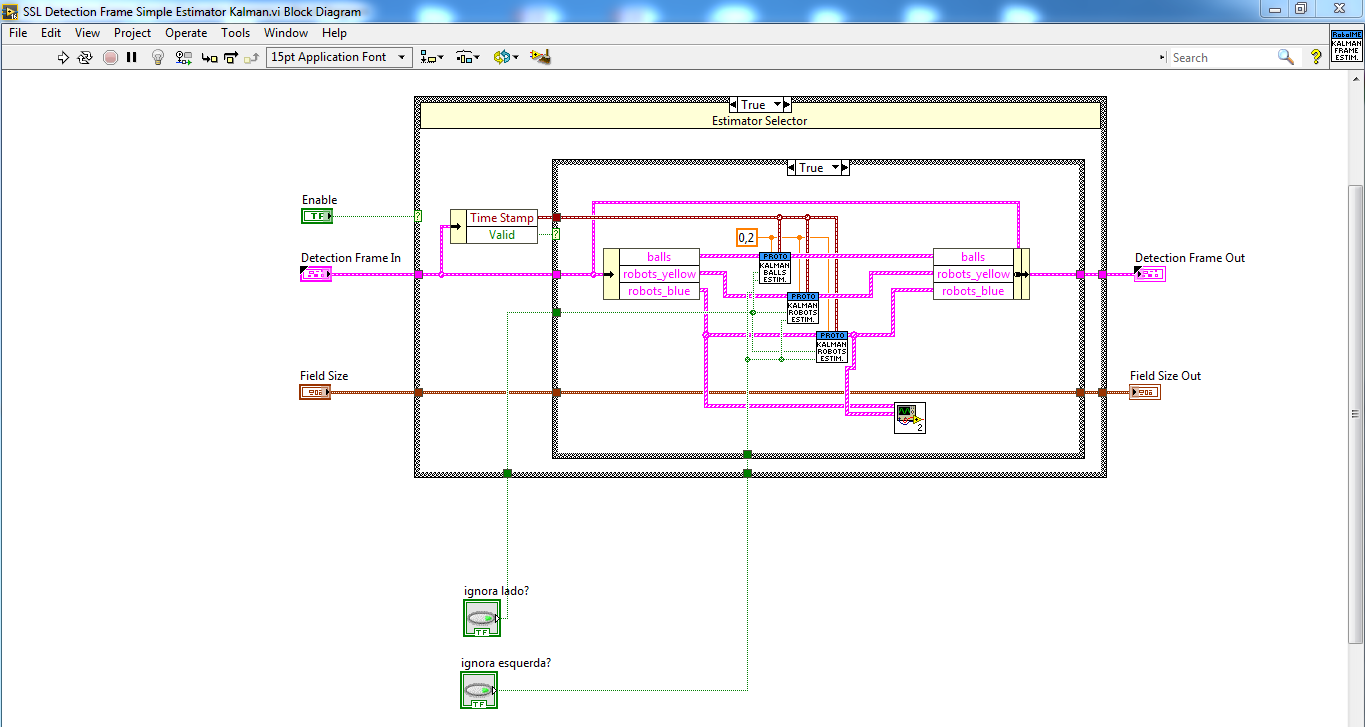 SSL Detection Frame Simple Estimator Kalman.vi Block Diagram
File Edit View Project Operate Tools Window Help
15pt Application Font
Search
?
RoboIME
KALMAN
FRAME
ESTIM.
True
Estimator Selector
True
Enable
TF
?
Time Stamp
Valid
?
0,2
Detection Frame In
balls
robots_yellow
robots_blue
PROTO
KALMAN
BALLS
ESTIM.
PROTO
KALMAN
ROBOTS
ESTIM.
PROTO
KALMAN
ROBOTS
ESTIM.
balls
robots_yellow
robots_blue
Detection Frame Out
Field Size
Field Size Out
2
ignora lado?
TF
ignora esquerda?
TF